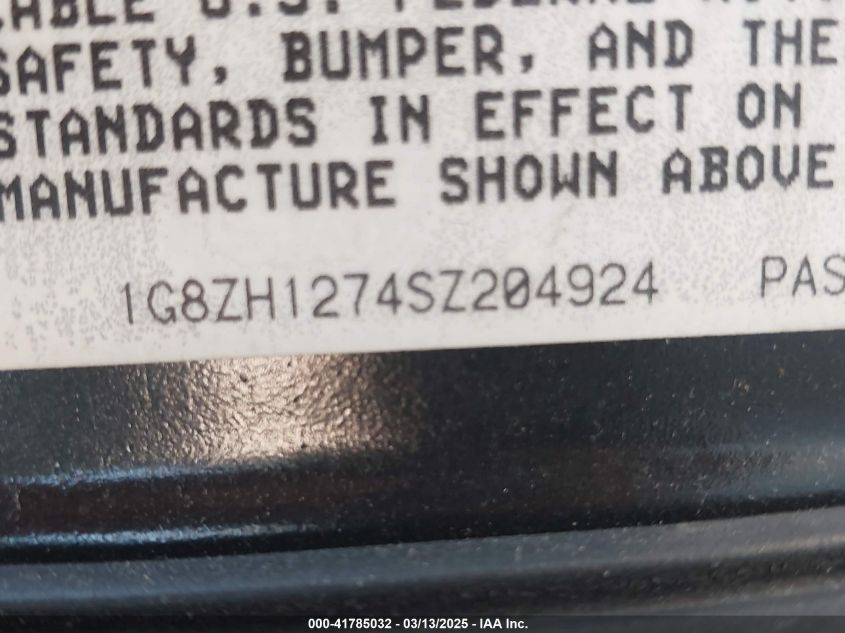 SAFETY, BUMPER, AND THE
STANDARDS IN EFFECT ON
MANUFACTURE SHOWN ABOVE
1G8ZH1274SZ204924 PAS
000-41785032 - 03/13/2025 - IAA Inc.